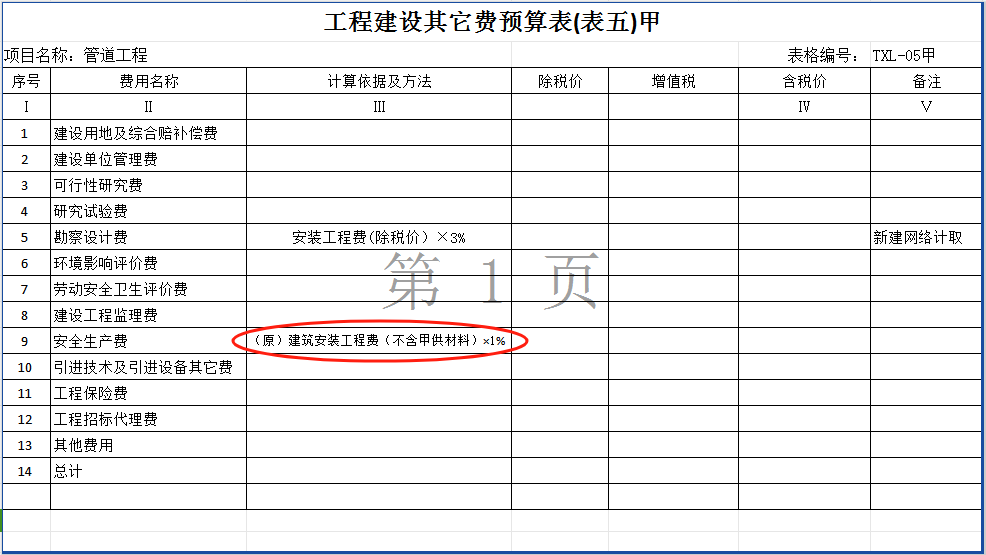 工程建设其它费预算表(表五)甲
项目名称：管道工程 表格编号： TXL-05甲
序号 费用名称 计算依据及方法 除税价 增值税 含税价 备注
Ⅰ Ⅱ Ⅲ Ⅳ Ⅴ
1 建设用地及综合赔补偿费
2 建设单位管理费
3 可行性研究费
4 研究试验费
5 勘察设计费 安装工程费(除税价）×3% 新建网络计取
6 环境影响评价费
第 1 页
7 劳动安全卫生评价费
8 建设工程监理费
9 安全生产费 （原）建筑安装工程费（不含甲供材料）×1%
10 引进技术及引进设备其它费
11 工程保险费
12 工程招标代理费
13 其他费用
14 总计